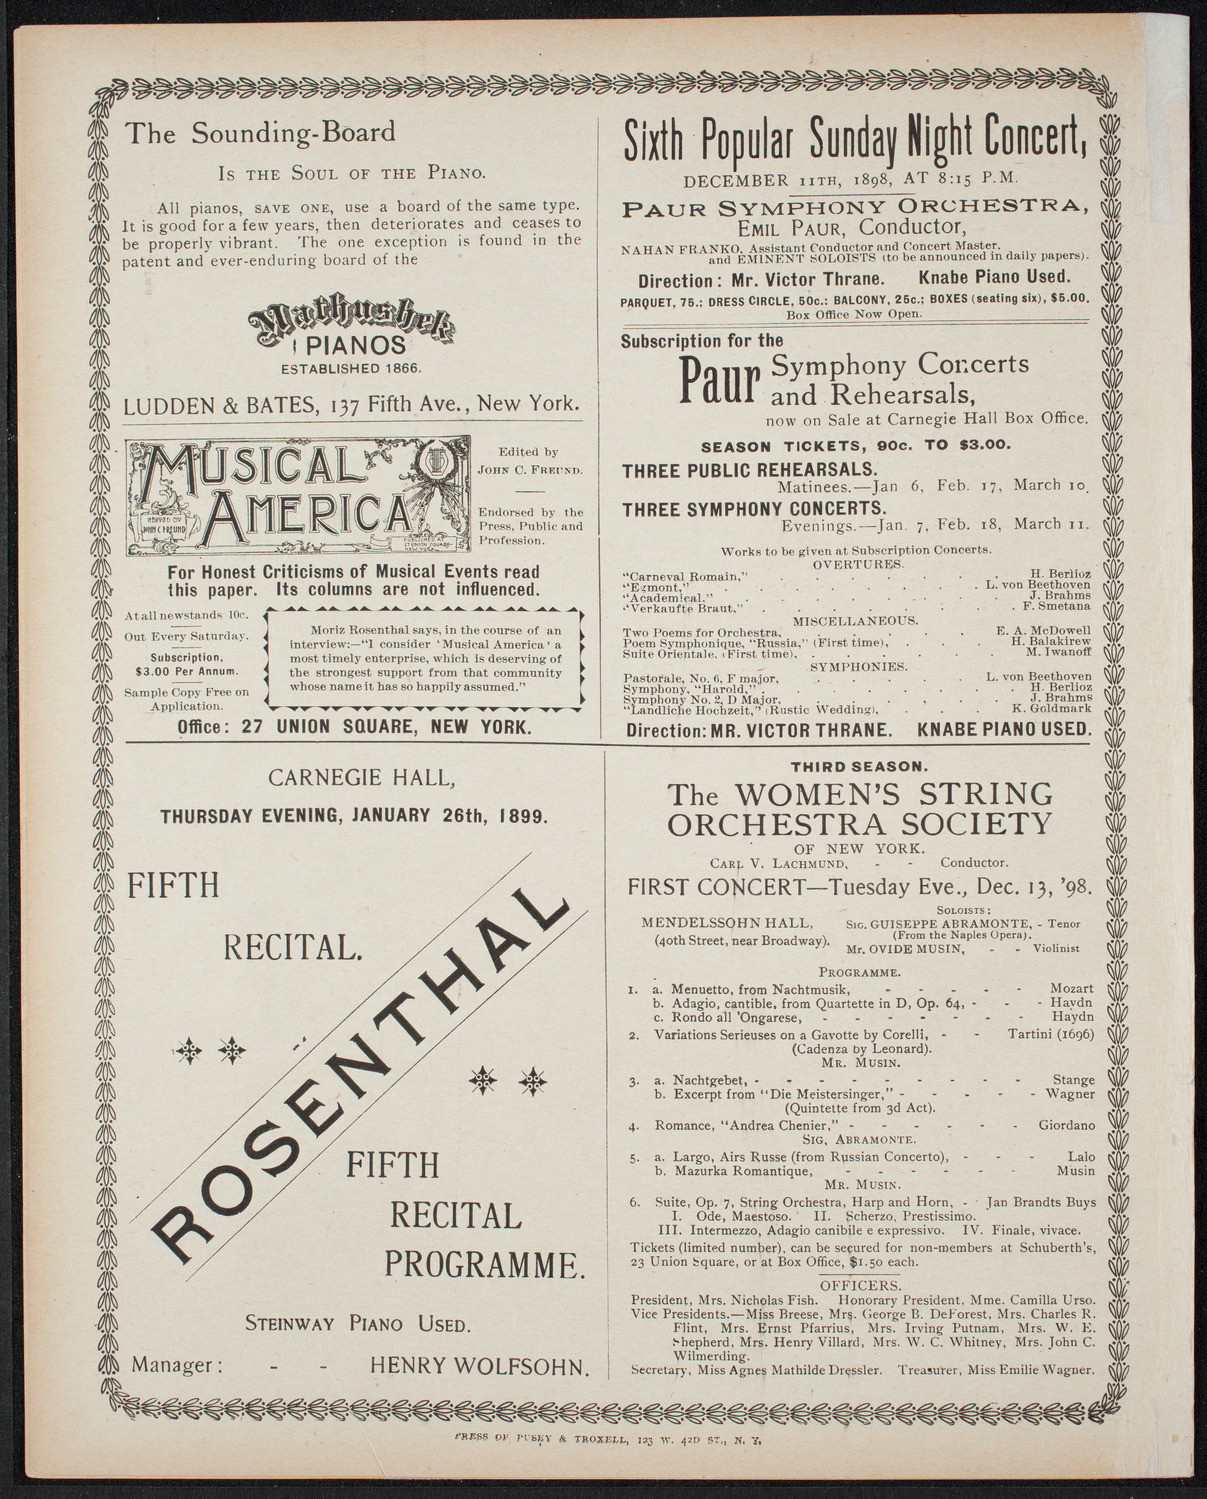 The Sounding-Board
Is the Soul of the Piano.
All pianos, save one, use a board of the same type.
It is good for a few years, then deteriorates and ceases to
be properly vibrant. The one exception is found in the
patent and ever-enduring board of the
Mathushek
PIANOS
ESTABLISHED 1866.
LUDDEN & BATES, 137 Fifth Ave., New York.
MUSICAL
AMERICA
EDITED BY
JOHN C. FREUND
PUBLISHED AT
UNION SQUARE
NEW YORK
Edited by
John C. Freund.
Endorsed by the
Press, Public and
Profession.
For Honest Criticisms of Musical Events read
this paper. Its columns are not influenced.
At all newstands 10c.
Out Every Saturday.
Subscription,
$3.00 Per Annum.
Sample Copy Free on
Application.
Moriz Rosenthal says, in the course of an
interview:—"I consider 'Musical America' a
most timely enterprise, which is deserving of
the strongest support from that community
whose name it has so happily assumed."
Office: 27 UNION SQUARE, NEW YORK.
Sixth Popular Sunday Night Concert,
DECEMBER 11TH, 1898, AT 8:15 P.M.
Paur Symphony Orchestra,
Emil Paur, Conductor,
NAHAN FRANKO, Assistant Conductor and Concert Master,
and EMINENT SOLOISTS (to be announced in daily papers).
Direction: Mr. Victor Thrane. Knabe Piano Used.
PARQUET, 75.; DRESS CIRCLE, 50c.; BALCONY, 25c.; BOXES (seating six), $5.00.
Box Office Now Open.
Subscription for the
Paur Symphony Concerts
and Rehearsals,
now on Sale at Carnegie Hall Box Office.
SEASON TICKETS, 90c. TO $3.00.
THREE PUBLIC REHEARSALS.
Matinees.—Jan 6, Feb. 17, March 10.
THREE SYMPHONY CONCERTS.
Evenings.—Jan. 7, Feb. 18, March 11.
Works to be given at Subscription Concerts.
OVERTURES.
"Carneval Romain," . . . . . . H. Berlioz
"Egmont," . . . . . . L. von Beethoven
"Academical," . . . . . . J. Brahms
"Verkaufte Braut," . . . . . . F. Smetana
MISCELLANEOUS.
Two Poems for Orchestra, . . . . . E. A. McDowell
Poem Symphonique, "Russia," (First time), . . . H. Balakirew
Suite Orientale, (First time), . . . . . . M. Iwanoff
SYMPHONIES.
Pastorale, No. 6, F major, . . . . . L. von Beethoven
Symphony, "Harold," . . . . . . H. Berlioz
Symphony No. 2, D Major, . . . . . J. Brahms
"Landliche Hochzeit," (Rustic Wedding), . . . K. Goldmark
Direction: MR. VICTOR THRANE. KNABE PIANO USED.
CARNEGIE HALL,
THURSDAY EVENING, JANUARY 26th, 1899.
FIFTH
RECITAL.
ROSENTHAL
FIFTH
RECITAL
PROGRAMME.
Steinway Piano Used.
Manager: - - HENRY WOLFSOHN.
THIRD SEASON.
The WOMEN'S STRING
ORCHESTRA SOCIETY
OF NEW YORK.
Carl V. Lachmund, - - Conductor.
FIRST CONCERT—Tuesday Eve., Dec. 13, '98.
MENDELSSOHN HALL,
(40th Street, near Broadway).
Soloists:
Sig. GUISEPPE ABRAMONTE, - Tenor
(From the Naples Opera).
Mr. OVIDE MUSIN, - - Violinist
Programme.
1. a. Menuetto, from Nachtmusik, - - - - - Mozart
b. Adagio, cantible, from Quartette in D, Op. 64, - - - Haydn
c. Rondo all 'Ongarese, - - - - - - - Haydn
2. Variations Serieuses on a Gavotte by Corelli, - - Tartini (1696)
(Cadenza by Leonard).
Mr. Musin.
3. a. Nachtgebet, - - - - - - - - - Stange
b. Excerpt from "Die Meistersinger," - - - - - Wagner
(Quintette from 3d Act).
4. Romance, "Andrea Chenier," - - - - - - Giordano
Sig, Abramonte.
5. a. Largo, Airs Russe (from Russian Concerto), - - - Lalo
b. Mazurka Romantique, - - - - - - Musin
Mr. Musin.
6. Suite, Op. 7, String Orchestra, Harp and Horn, - Jan Brandts Buys
I. Ode, Maestoso. II. Scherzo, Prestissimo.
III. Intermezzo, Adagio canibile e expressivo. IV. Finale, vivace.
Tickets (limited number), can be secured for non-members at Schuberth's,
23 Union Square, or at Box Office, $1.50 each.
OFFICERS.
President, Mrs. Nicholas Fish. Honorary President, Mme. Camilla Urso.
Vice Presidents.—Miss Breese, Mrs. George B. DeForest, Mrs. Charles R.
Flint, Mrs. Ernst Pfarrius, Mrs. Irving Putnam, Mrs. W. E.
Shepherd, Mrs. Henry Villard, Mrs. W. C. Whitney, Mrs. John C.
Wilmerding.
Secretary, Miss Agnes Mathilde Dressler. Treasurer, Miss Emilie Wagner.
PRESS OF PUSEY & TROXELL, 123 W. 42D ST., N. Y.